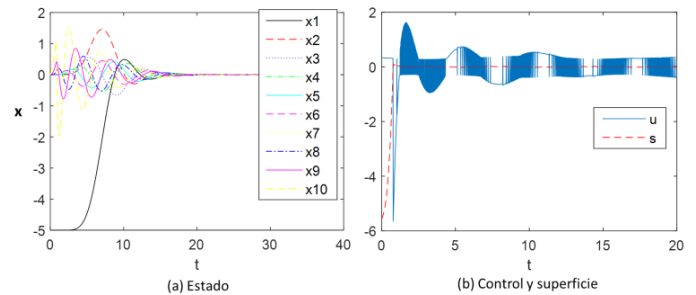 2
1
0
-1
-2
-3
-4
-5
x
0
10
20
30
40
t
x1
x2
x3
x4
x5
x6
x7
x8
x9
x10
(a) Estado
2
0
-2
-4
-6
0
5
10
15
20
t
u
s
(b) Control y superficie